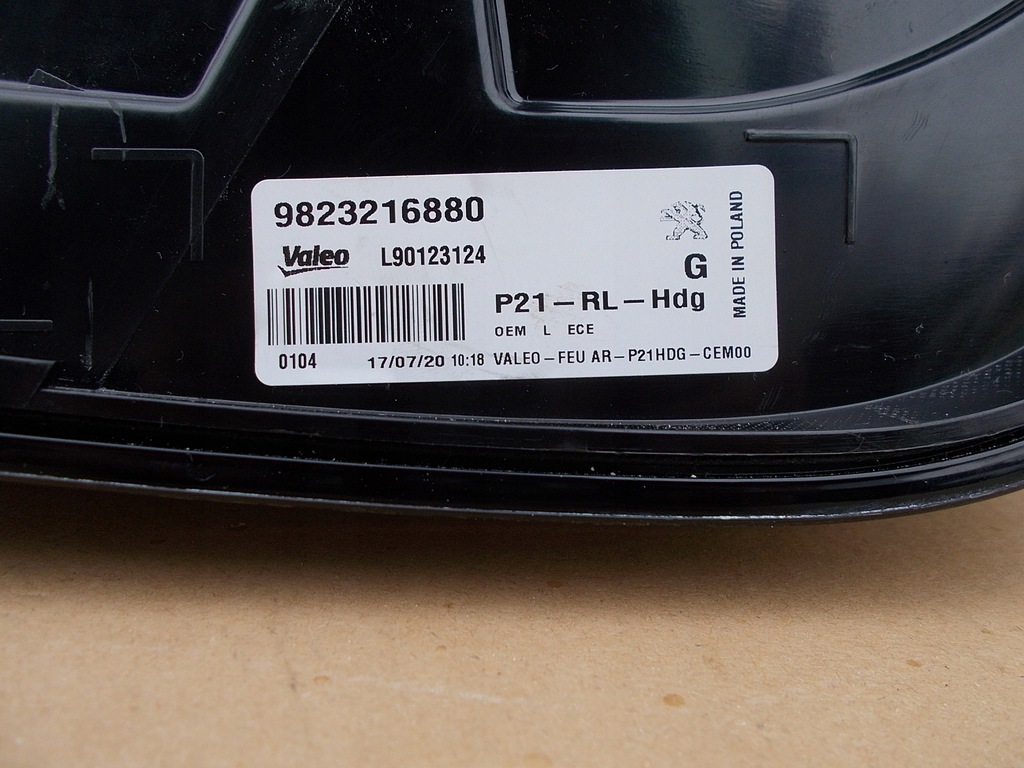 9823216880
Valeo L90123124
G
P21-RL-Hdg
OEM L ECE
0104 17/07/20 10:18 VALEO-FEU AR-P21HDG-CEM00
MADE IN POLAND